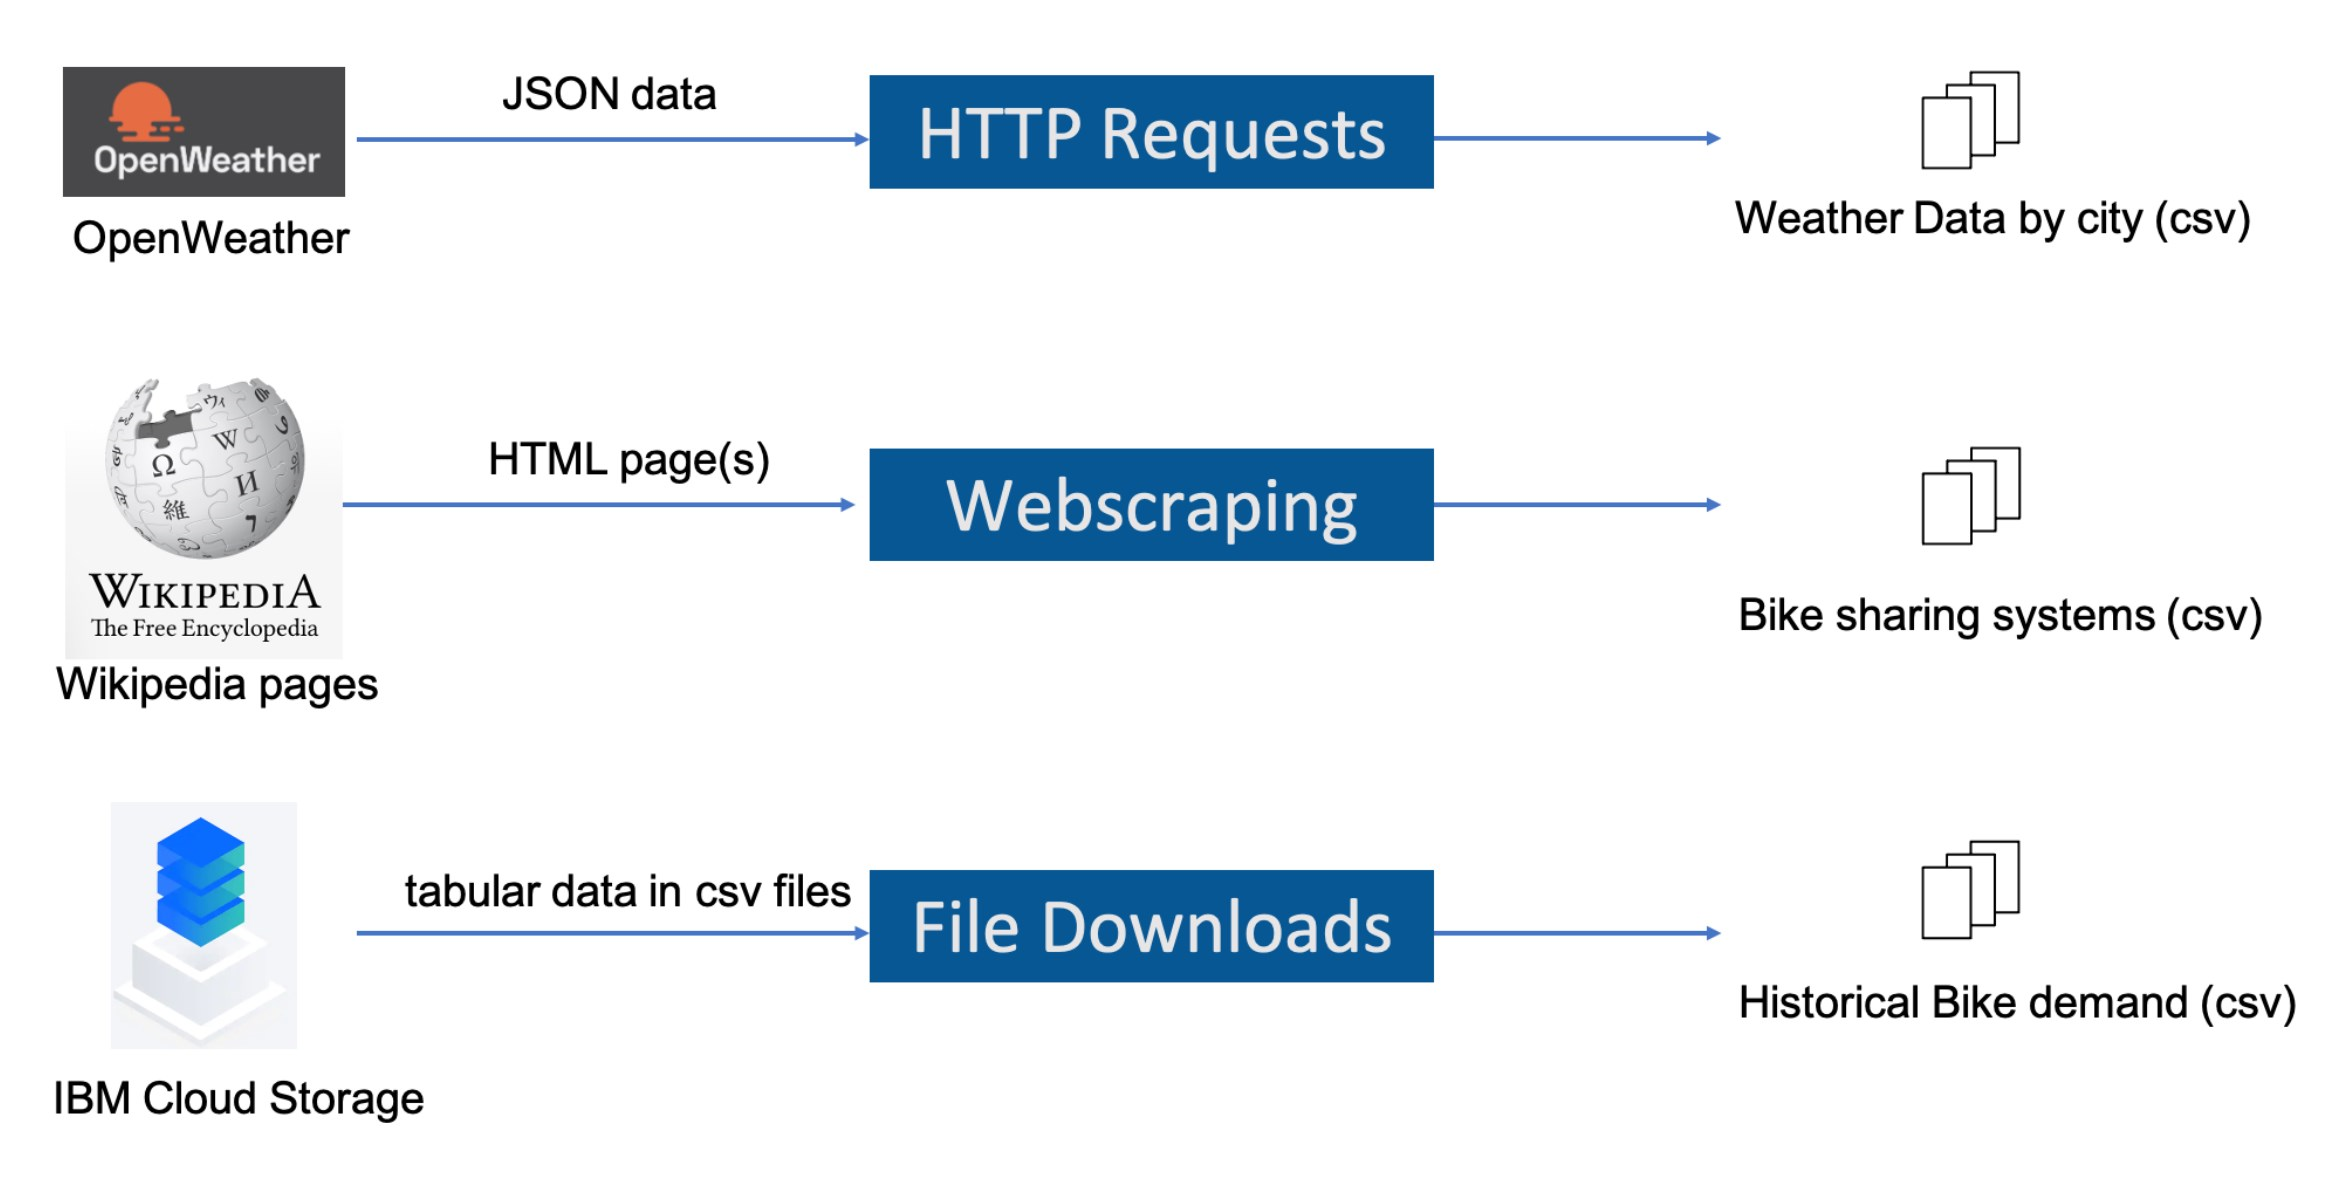 OpenWeather
OpenWeather
JSON data
HTTP Requests
Weather Data by city (csv)
Ω
W
И
維
WIKIPEDIA
The Free Encyclopedia
Wikipedia pages
HTML page(s)
Webscraping
Bike sharing systems (csv)
IBM Cloud Storage
tabular data in csv files
File Downloads
Historical Bike demand (csv)